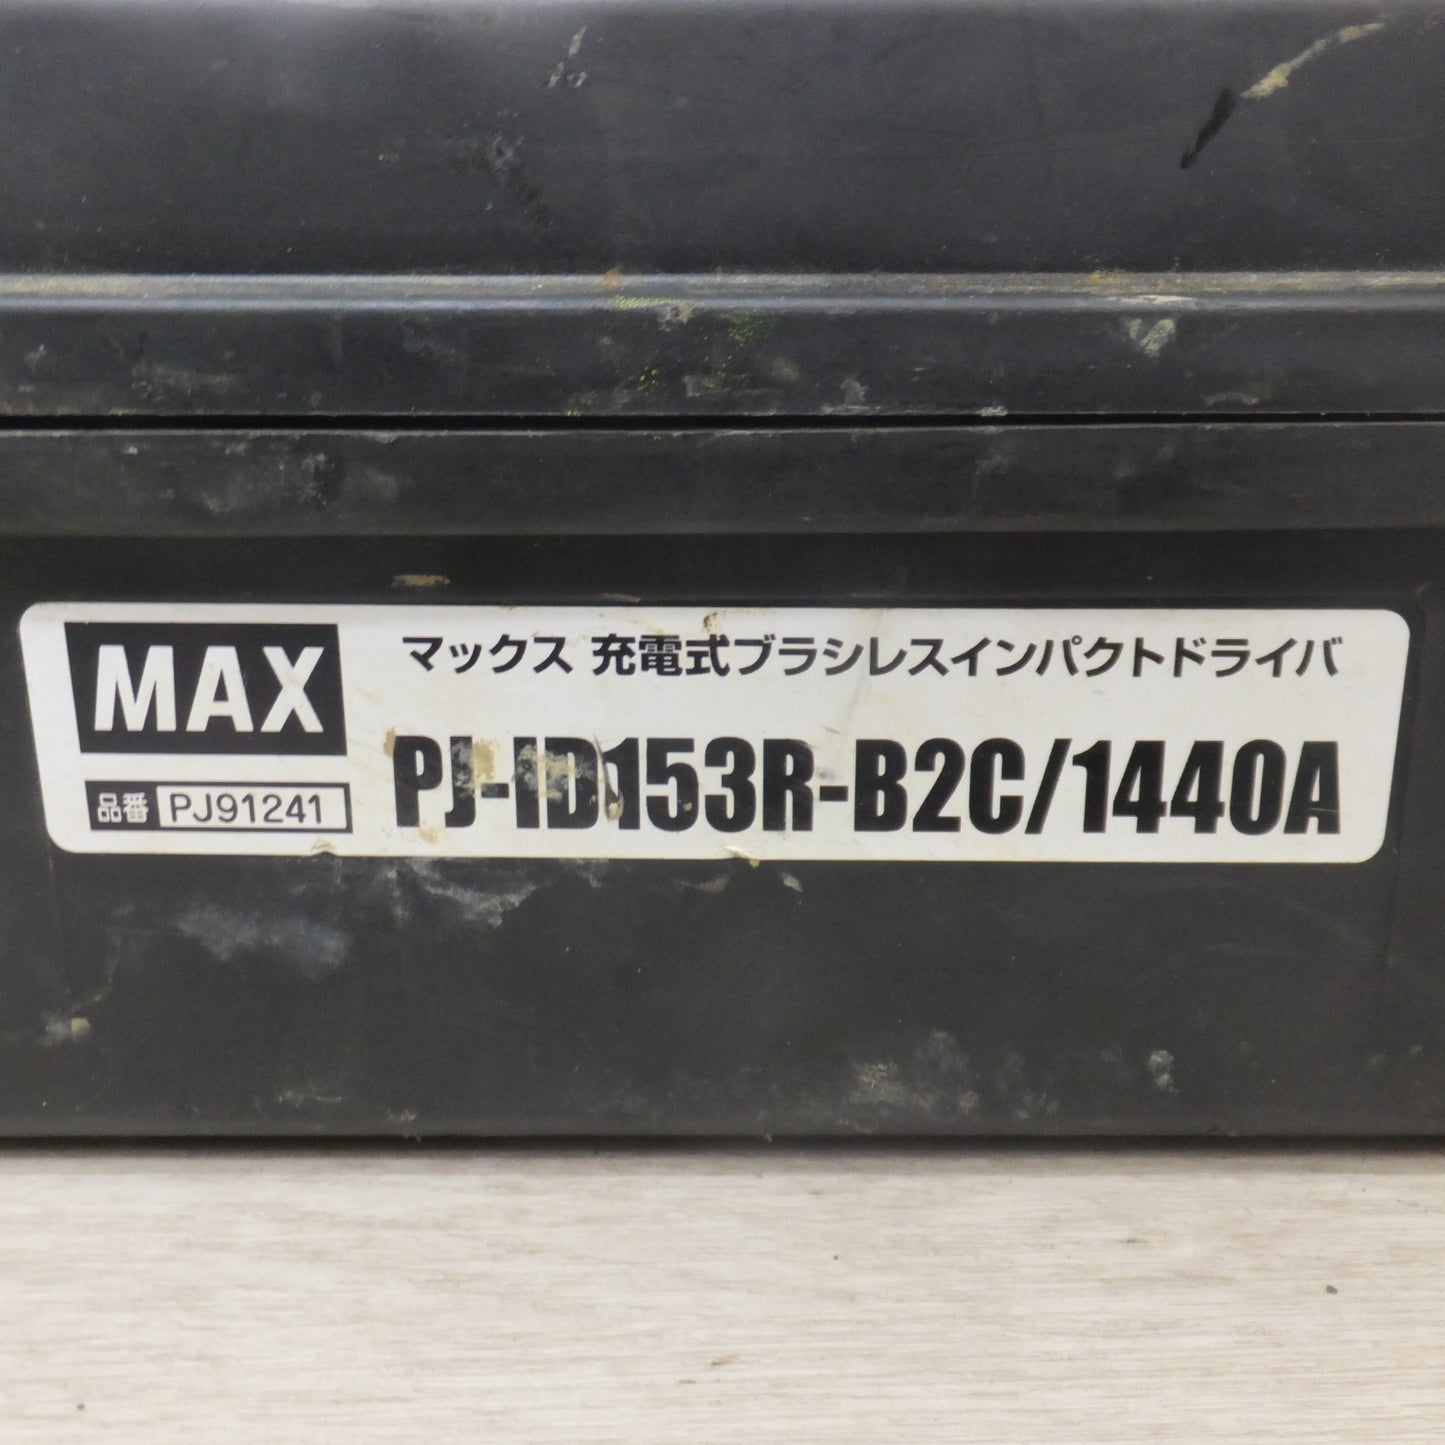 MAX
マックス 充電式ブラシレスインパクトドライバ
PJ-ID153R-B2C/1440A
品番 PJ91241